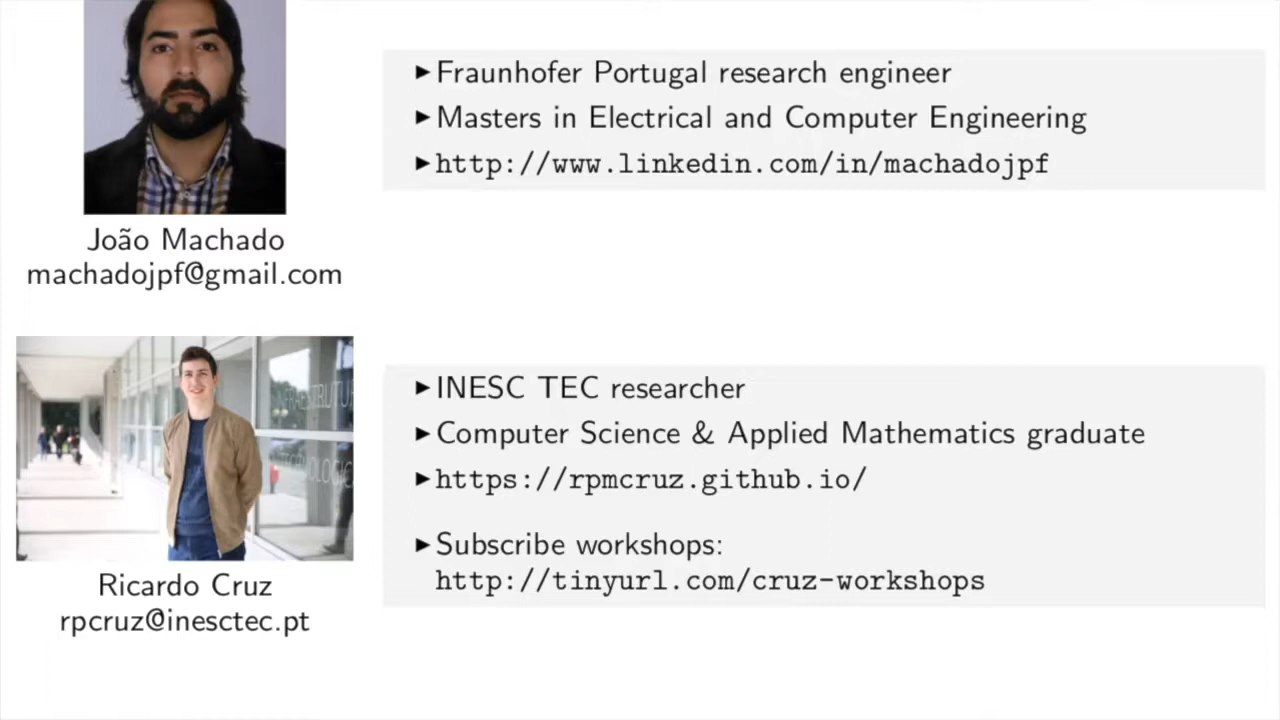 ▶ Fraunhofer Portugal research engineer
▶ Masters in Electrical and Computer Engineering
▶ http://www.linkedin.com/in/machadojpf
João Machado
machadojpf@gmail.com
▶ INESC TEC researcher
▶ Computer Science & Applied Mathematics graduate
▶ https://rpmcruz.github.io/
▶ Subscribe workshops:
http://tinyurl.com/cruz-workshops
Ricardo Cruz
rpcruz@inesctec.pt